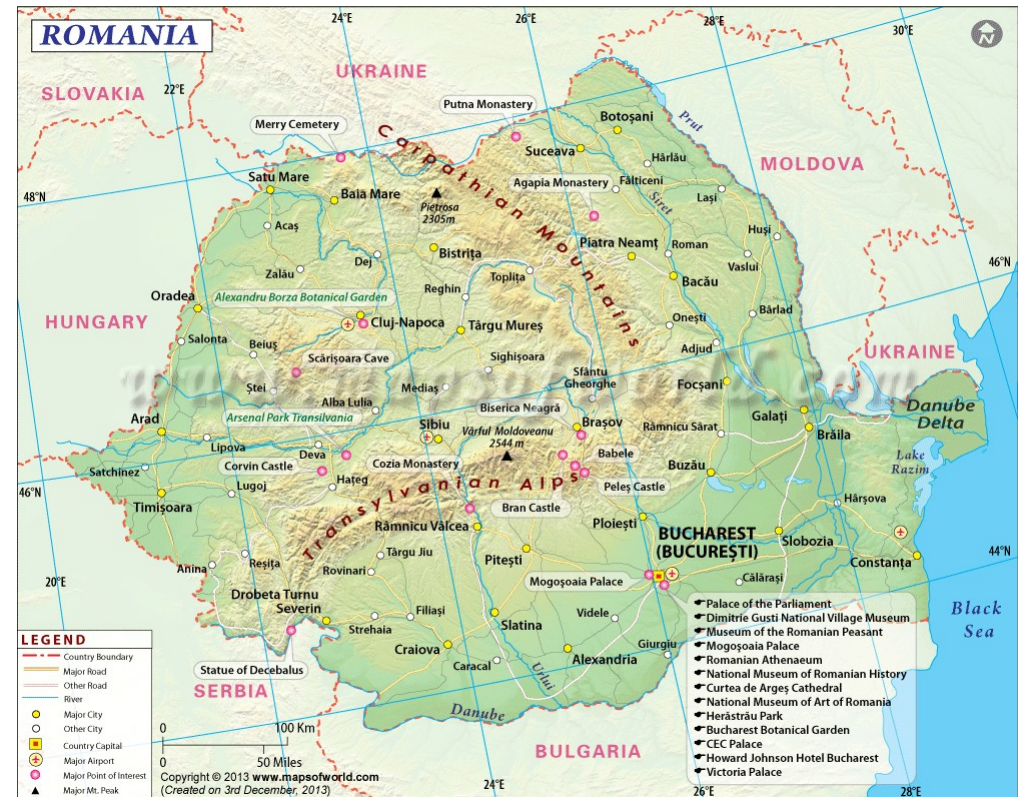 ROMANIA
24°E
26°E
28°E
30°E
N
UKRAINE
SLOVAKIA
22°E
Putna Monastery
Merry Cemetery
Botoşani
Prut
Carpathian Mountains
Suceava
Hârlău
MOLDOVA
Satu Mare
Agapia Monastery
Fălticeni
48°N
Baia Mare
Pietrosa
2305m
Siret
Laşi
Acaş
Piatra Neamţ
Roman
Huşi
Bistriţa
Dej
Vaslui
46°N
Zalău
Topliţa
Bacău
Reghin
Oradea
Alexandru Borza Botanical Garden
Bârlad
HUNGARY
Cluj-Napoca
Târgu Mureş
Oneşti
Salonta
Beiuş
Adjud
UKRAINE
Scărişoara Cave
Sighişoara
www.mapsofworld.com
Ştei
Mediaş
Sfântu
Gheorghe
Focşani
Alba Lulia
Biserica Neagră
Danube
Delta
Arsenal Park Transilvania
Galaţi
Arad
Sibiu
Vârful Moldoveanu
2544 m
Braşov
Râmnicu Sărat
Brăila
Lipova
Deva
Babele
Lake
Razim
Satchinez
Corvin Castle
Cozia Monastery
Buzău
46°N
Haţeg
Transylvanian Alps
Peleş Castle
Lugoj
Hârşova
Timişoara
Bran Castle
Râmnicu Vâlcea
Ploieşti
BUCHAREST
(BUCUREŞTI)
Slobozia
Târgu Jiu
Piteşti
44°N
Anina
Reşiţa
Rovinari
Constanţa
20°E
Mogoşoaia Palace
Călăraşi
Drobeta Turnu
Severin
Filiaşi
Videle
Strehaia
Slatina
Black
Sea
Craiova
Giurgiu
Caracal
Alexandria
Statue of Decebalus
Urlui
SERBIA
Danube
BULGARIA
Palace of the Parliament
Dimitrie Gusti National Village Museum
Museum of the Romanian Peasant
Mogoşoaia Palace
Romanian Athenaeum
National Museum of Romanian History
Curtea de Argeş Cathedral
National Museum of Art of Romania
Herăstrău Park
Bucharest Botanical Garden
CEC Palace
Howard Johnson Hotel Bucharest
Victoria Palace
LEGEND
Country Boundary
Major Road
Other Road
River
Major City
Other City
Country Capital
Major Airport
Major Point of Interest
Major Mt. Peak
0 100 Km
0 50 Miles
Copyright © 2013 www.mapsofworld.com
(Created on 3rd December, 2013)
24°E
26°E
28°E